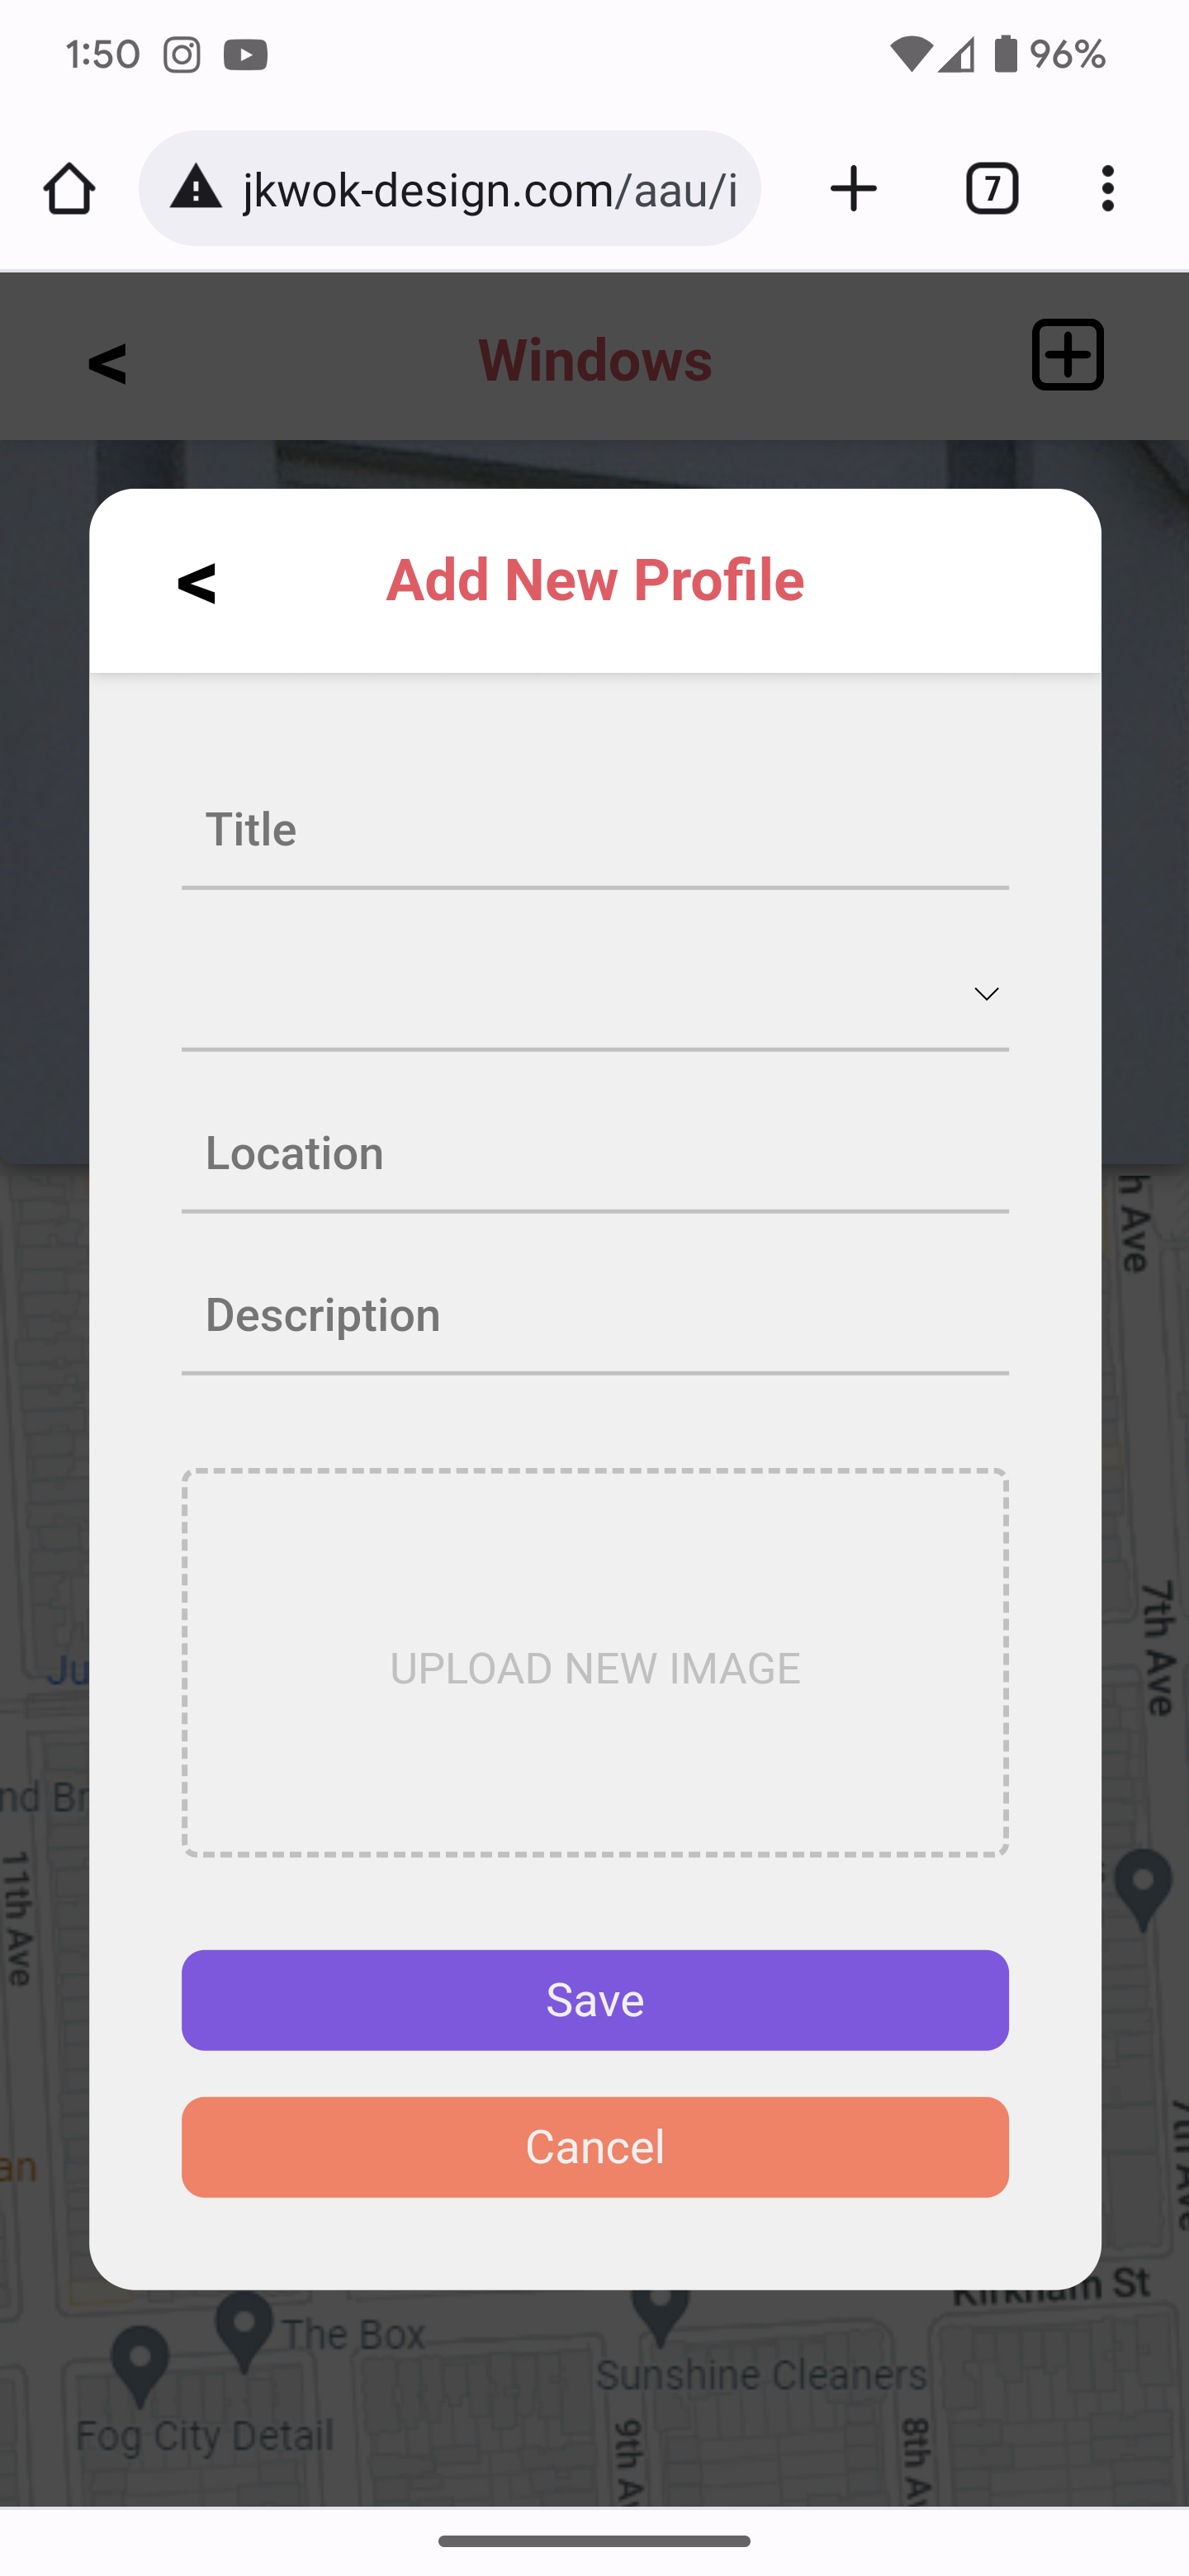 1:50
96%
jkwok-design.com/aau/i
7
<
Windows
<
Add New Profile
Title
Location
Description
UPLOAD NEW IMAGE
Save
Cancel
h Ave
7th Ave
Ju
nd Br
11th Ave
an
7th Ave
Kirkham St
The Box
Sunshine Cleaners
Fog City Detail
9th Av
8th Av